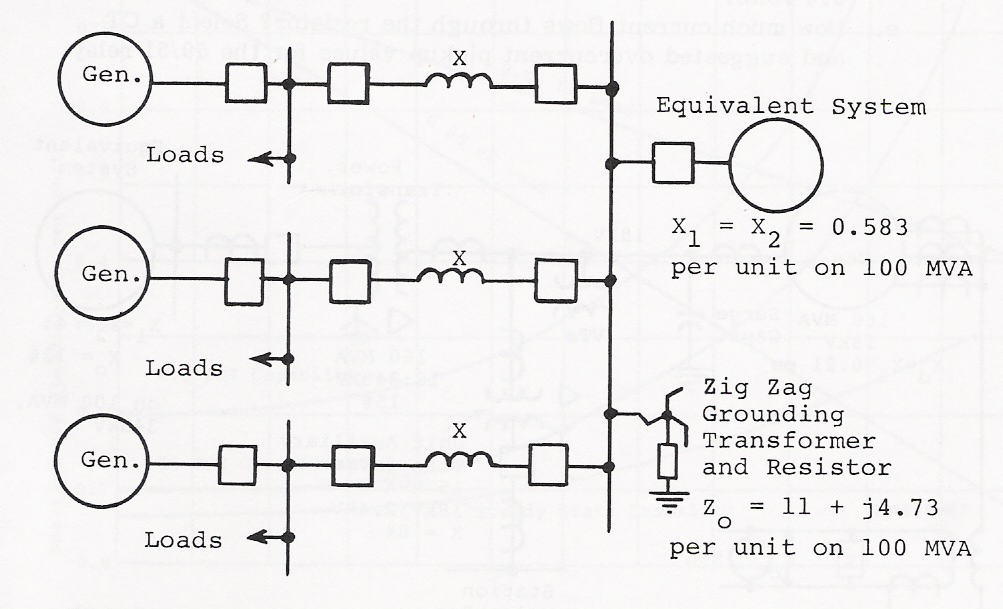 Gen.
X
Equivalent System
Loads
X₁ = X₂ = 0.583
per unit on 100 MVA
Gen.
X
Loads
Zig Zag
Grounding
Transformer
and Resistor
Gen.
X
Z₀ = 11 + j4.73
per unit on 100 MVA
Loads